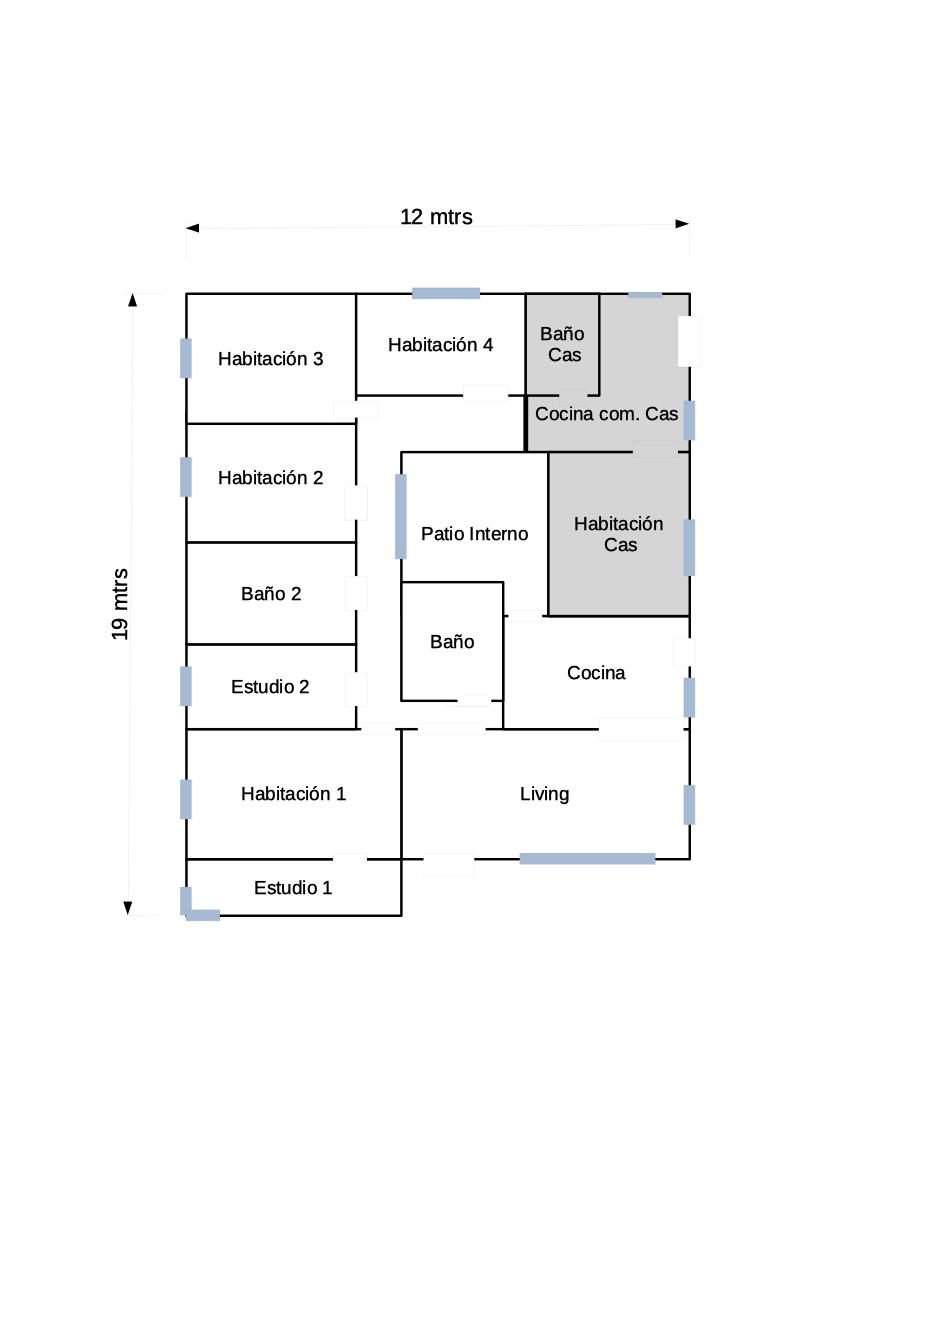 12 mtrs
19 mtrs
Habitación 3
Habitación 4
Baño
Cas
Cocina com. Cas
Habitación 2
Patio Interno
Habitación
Cas
Baño 2
Baño
Estudio 2
Cocina
Habitación 1
Living
Estudio 1